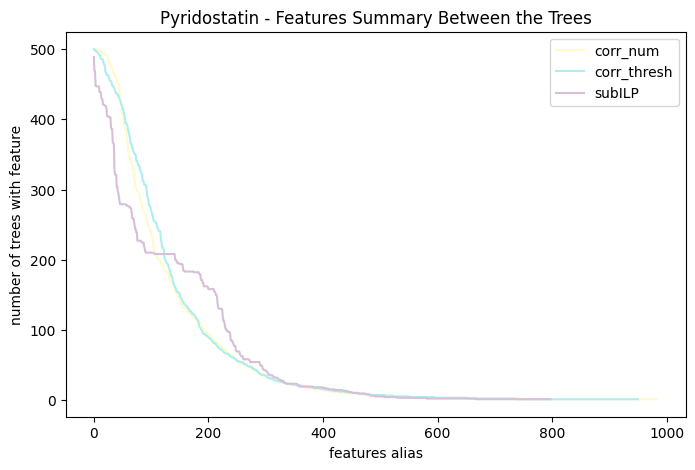 Pyridostatin - Features Summary Between the Trees
corr_num
corr_thresh
subILP
number of trees with feature
500
400
300
200
100
0
0 200 400 600 800 1000
features alias